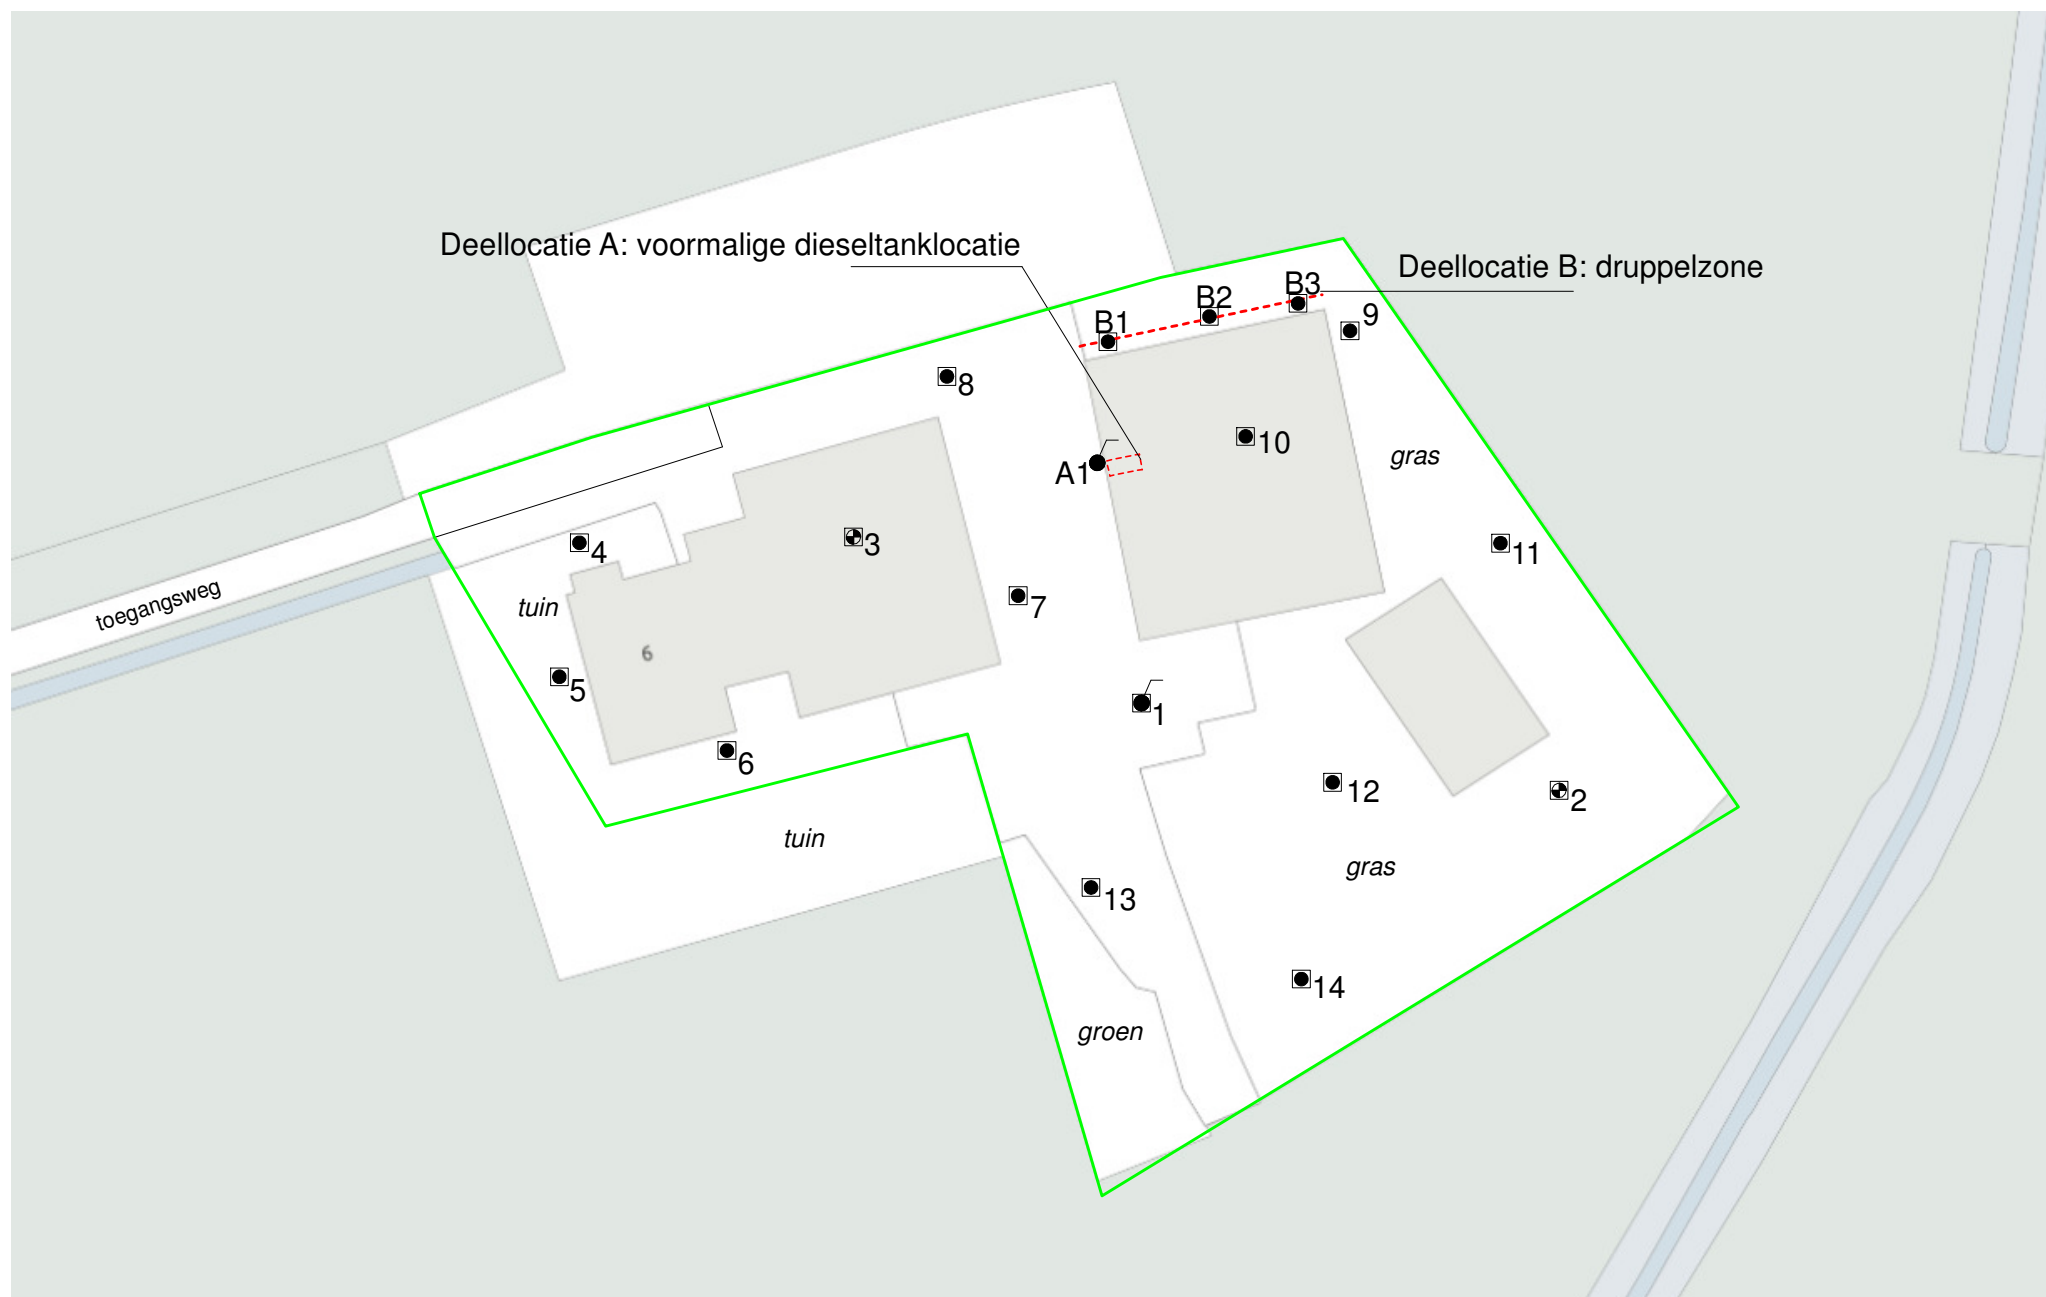 Deellocatie A: voormalige dieseltanklocatie
Deellocatie B: druppelzone
B3
B2
B1
9
8
10
gras
A1
11
3
4
toegangsweg
tuin
7
6
5
1
6
12
2
tuin
gras
13
14
groen